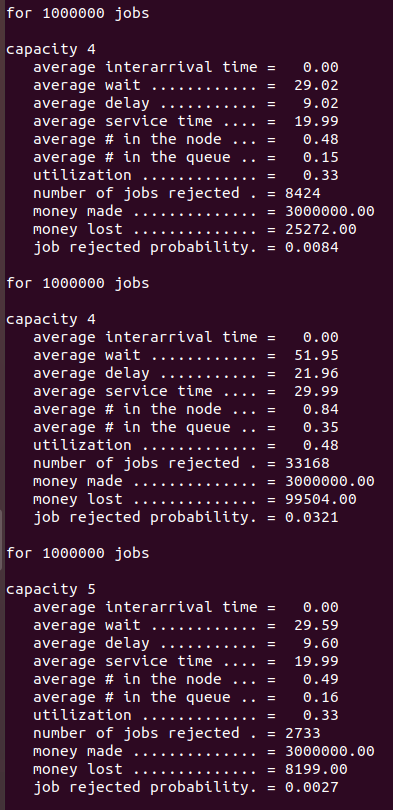 for 1000000 jobs
capacity 4
average interarrival time = 0.00
average wait ............ = 29.02
average delay ........... = 9.02
average service time .... = 19.99
average # in the node ... = 0.48
average # in the queue .. = 0.15
utilization ............. = 0.33
number of jobs rejected . = 8424
money made .............. = 3000000.00
money lost .............. = 25272.00
job rejected probability. = 0.0084
for 1000000 jobs
capacity 4
average interarrival time = 0.00
average wait ............ = 51.95
average delay ........... = 21.96
average service time .... = 29.99
average # in the node ... = 0.84
average # in the queue .. = 0.35
utilization ............. = 0.48
number of jobs rejected . = 33168
money made .............. = 3000000.00
money lost .............. = 99504.00
job rejected probability. = 0.0321
for 1000000 jobs
capacity 5
average interarrival time = 0.00
average wait ............ = 29.59
average delay ........... = 9.60
average service time .... = 19.99
average # in the node ... = 0.49
average # in the queue .. = 0.16
utilization ............. = 0.33
number of jobs rejected . = 2733
money made .............. = 3000000.00
money lost .............. = 8199.00
job rejected probability. = 0.0027